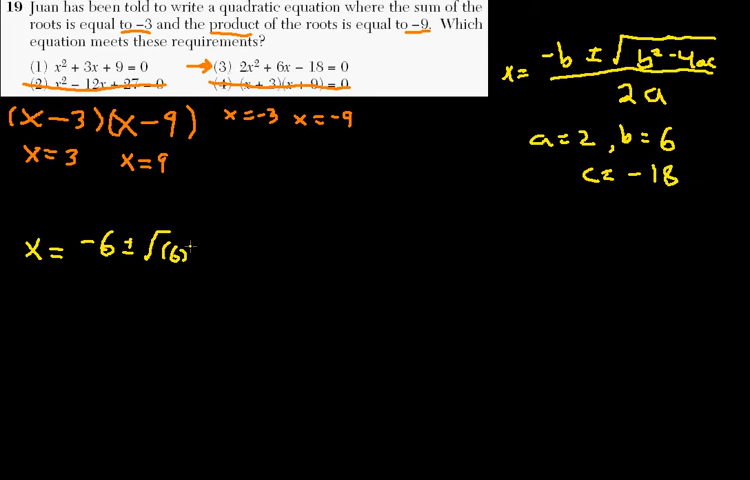 19 Juan has been told to write a quadratic equation where the sum of the
roots is equal to −3 and the product of the roots is equal to −9. Which
equation meets these requirements?
(1) x² + 3x + 9 = 0
(3) 2x² + 6x − 18 = 0
(2) x² − 12x + 27 = 0
(4) (x + 3)(x + 9) = 0
(x-3)(x-9)
x=-3 x=-9
x=3 x=9
x= -b ± √b²-4ac / 2a
a=2, b=6
c= -18
x= -6 ± √(6)